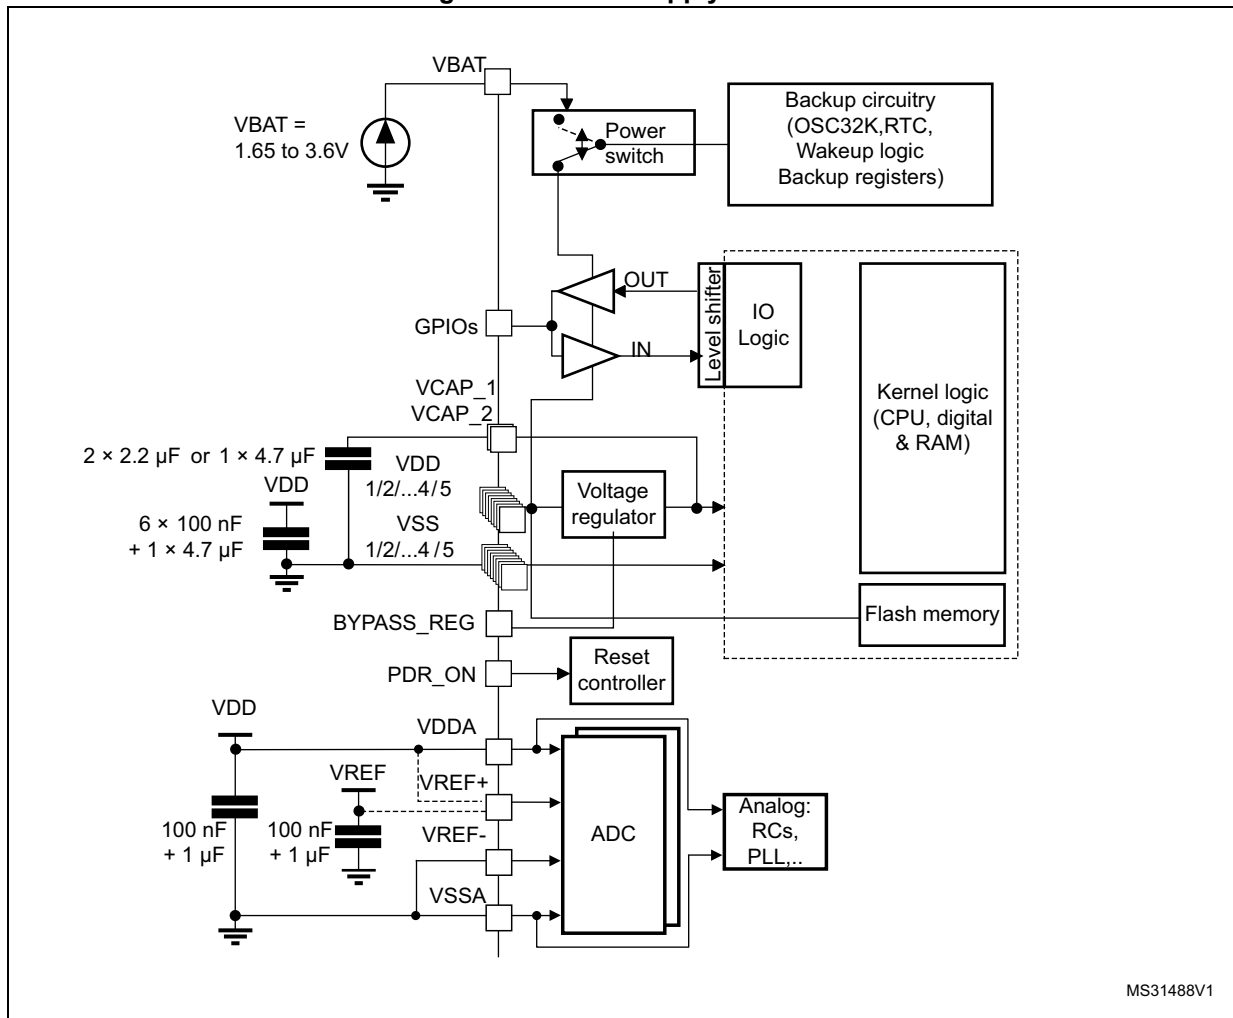 VBAT
VBAT =
1.65 to 3.6V
Power
switch
Backup circuitry
(OSC32K,RTC,
Wakeup logic
Backup registers)
OUT
GPIOs
IN
Level shifter
IO
Logic
Kernel logic
(CPU, digital
& RAM)
VCAP_1
VCAP_2
2 × 2.2 μF or 1 × 4.7 μF
VDD
VDD
1/2/...4/5
Voltage
regulator
6 × 100 nF
+ 1 × 4.7 μF
VSS
1/2/...4/5
BYPASS_REG
Flash memory
PDR_ON
Reset
controller
VDD
VDDA
VREF
VREF+
100 nF
+ 1 μF
100 nF
+ 1 μF
VREF-
ADC
Analog:
RCs,
PLL,..
VSSA
MS31488V1